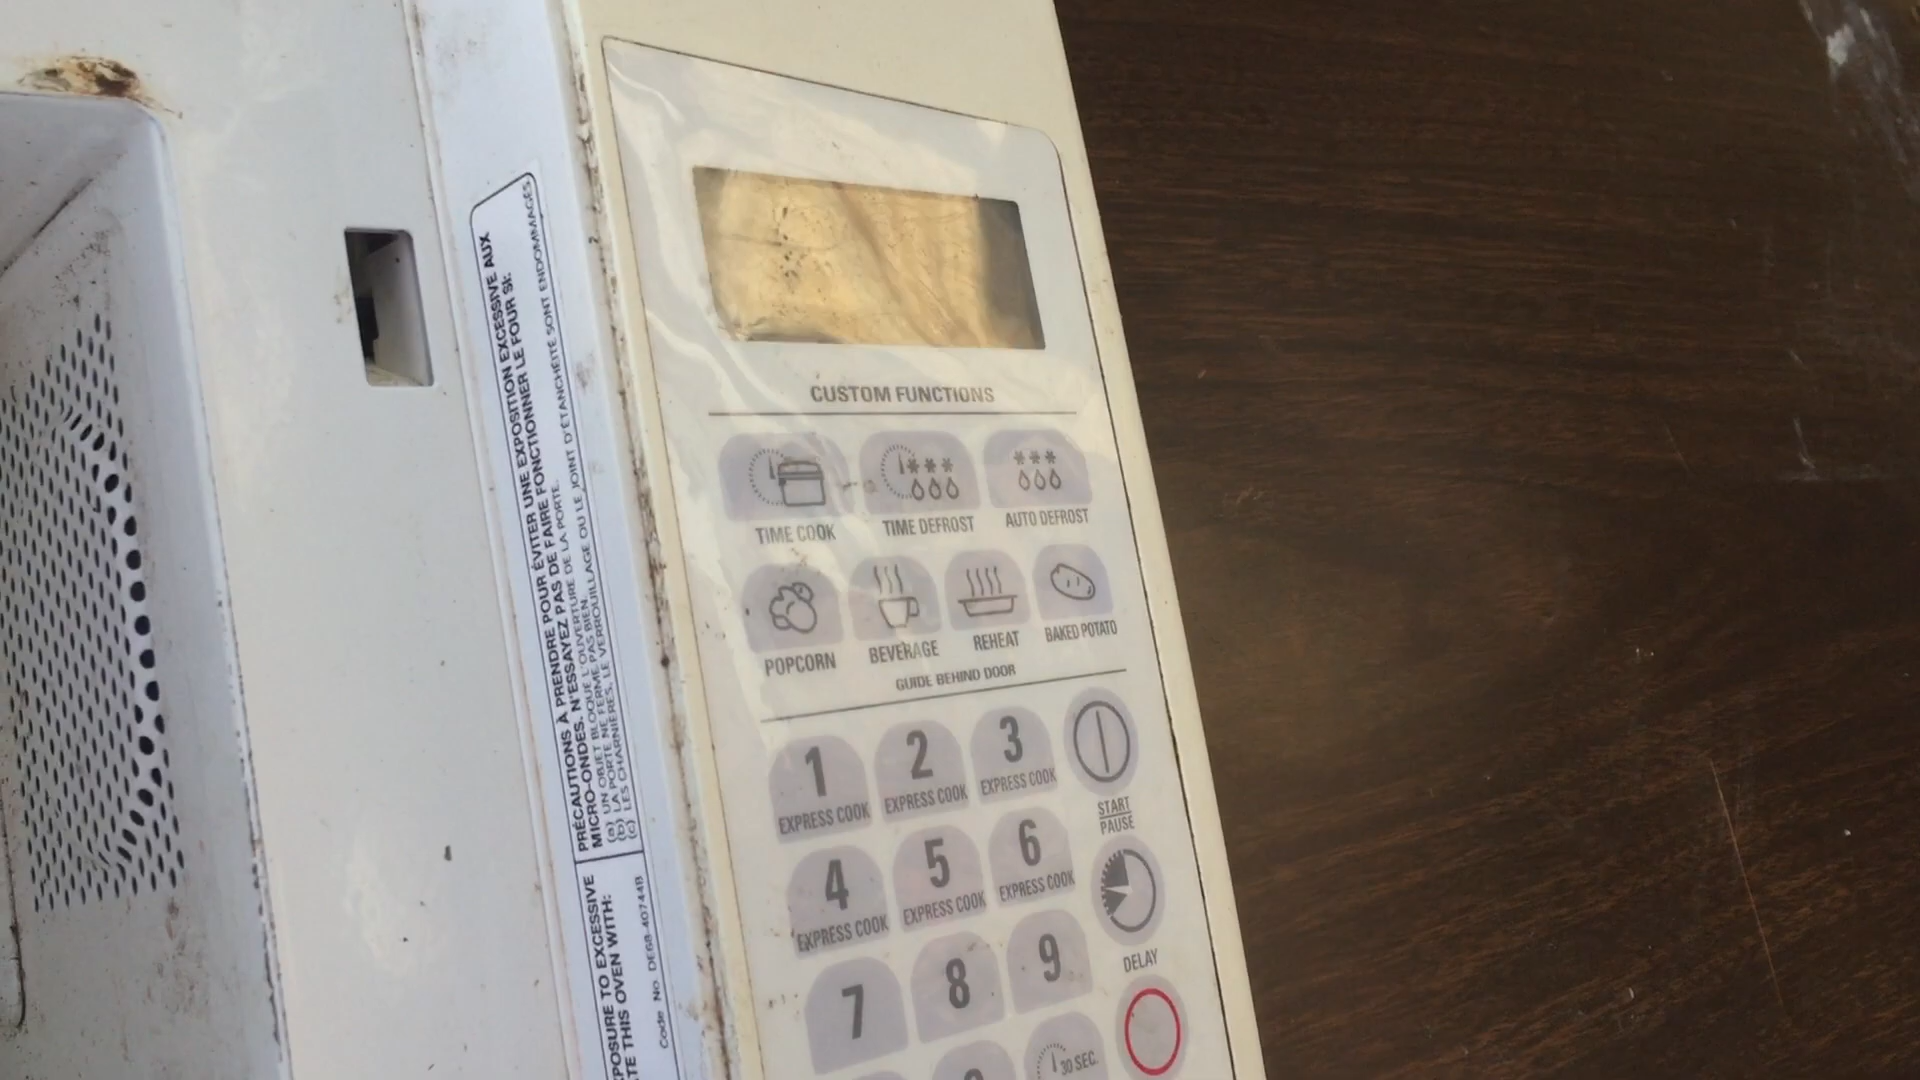 PRÉCAUTIONS À PRENDRE POUR ÉVITER UNE EXPOSITION EXCESSIVE AUX
MICRO-ONDES. N'ESSAYEZ PAS DE FAIRE FONCTIONNER LE FOUR SI:
(a) UN OBJET BLOQUE L'OUVERTURE DE LA PORTE.
(b) LA PORTE NE FERME PAS BIEN.
(c) LES CHARNIÈRES, LE VERROUILLAGE OU LE JOINT D'ÉTANCHÉITÉ SONT ENDOMMAGÉS.
POSURE TO EXCESSIVE
TE THIS OVEN WITH:
Code No. DE68-40744B
CUSTOM FUNCTIONS
TIME COOK
TIME DEFROST
AUTO DEFROST
POPCORN
BEVERAGE
REHEAT
BAKED POTATO
GUIDE BEHIND DOOR
1
EXPRESS COOK
2
EXPRESS COOK
3
EXPRESS COOK
START
PAUSE
4
EXPRESS COOK
5
EXPRESS COOK
6
EXPRESS COOK
DELAY
7
8
9
30 SEC.